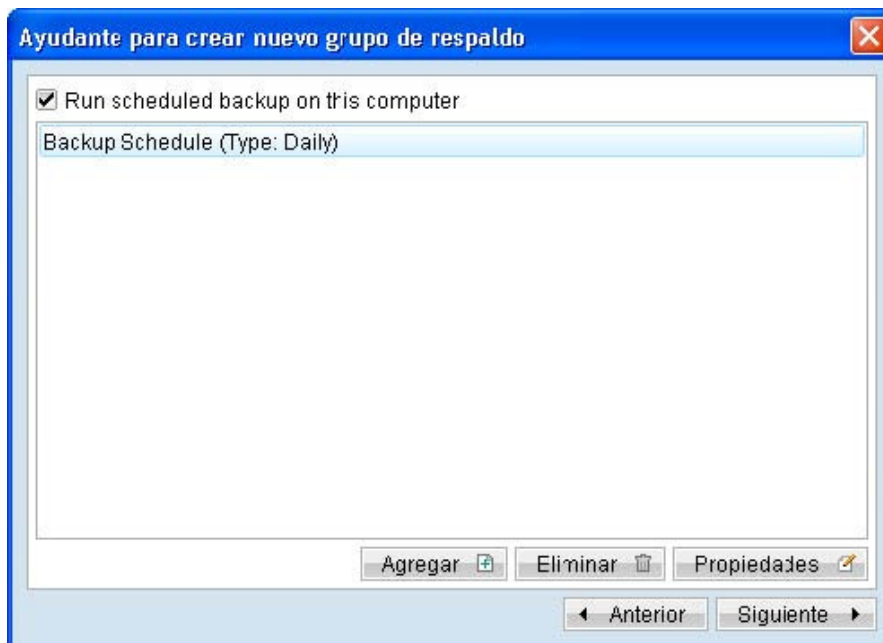 Ayudante para crear nuevo grupo de respaldo
Run scheduled backup on this computer
Backup Schedule (Type: Daily)
Agregar Eliminar Propiedades
Anterior Siguiente